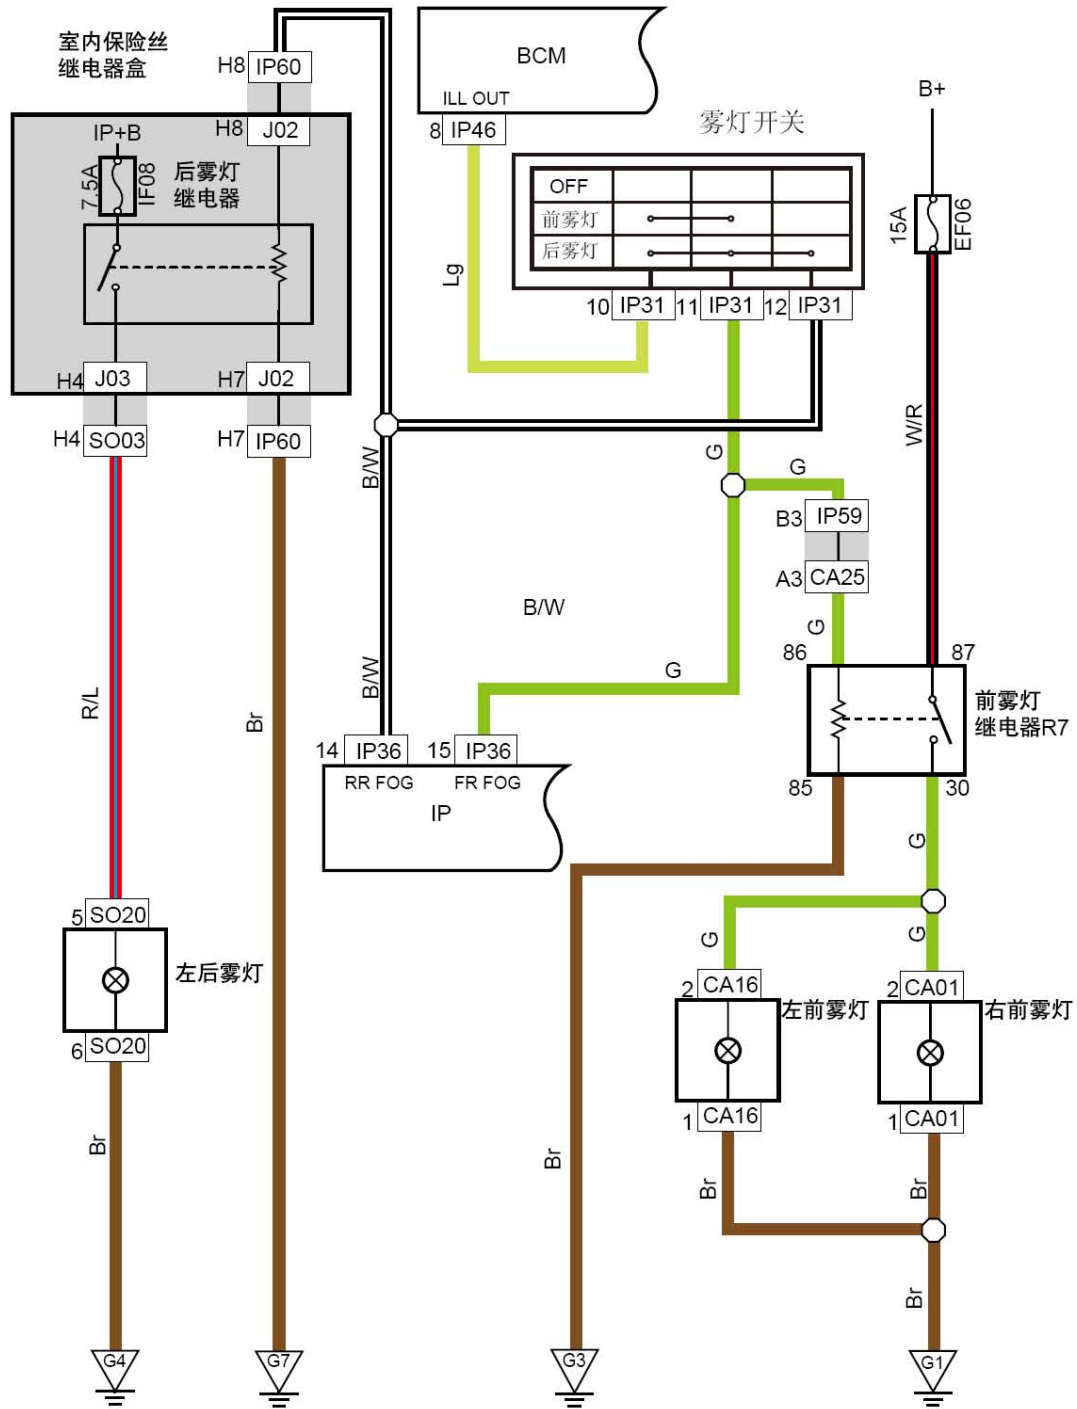 室内保险丝
继电器盒
H8 IP60
BCM
ILL OUT
8 IP46
B+
雾灯开关
H8 J02
IP+B
7.5A
IF08
后雾灯
继电器
OFF
前雾灯
后雾灯
15A
EF06
Lg
10 IP31
11 IP31
12 IP31
H4 J03
H7 J02
H4 SO03
H7 IP60
B/W
G
G
W/R
B3 IP59
A3 CA25
B/W
G
86
87
B/W
G
R/L
Br
前雾灯
继电器R7
14 IP36
15 IP36
RR FOG
FR FOG
IP
85
30
G
5 SO20
G
G
左后雾灯
2 CA16
2 CA01
左前雾灯
右前雾灯
6 SO20
1 CA16
1 CA01
Br
Br
Br
Br
Br
G4
G7
G3
G1